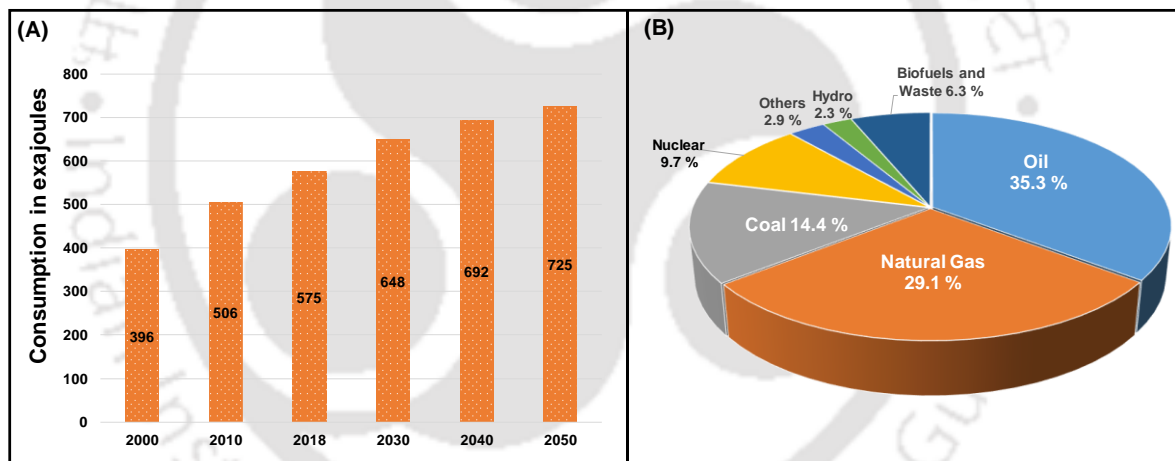 (A)
Consumption in exajoules
800
700
600
500
400
300
200
100
0
396
506
575
648
692
725
2000 2010 2018 2030 2040 2050
(B)
Biofuels and
Waste 6.3 %
Hydro
2.3 %
Others
2.9 %
Nuclear
9.7 %
Oil
35.3 %
Coal 14.4 %
Natural Gas
29.1 %